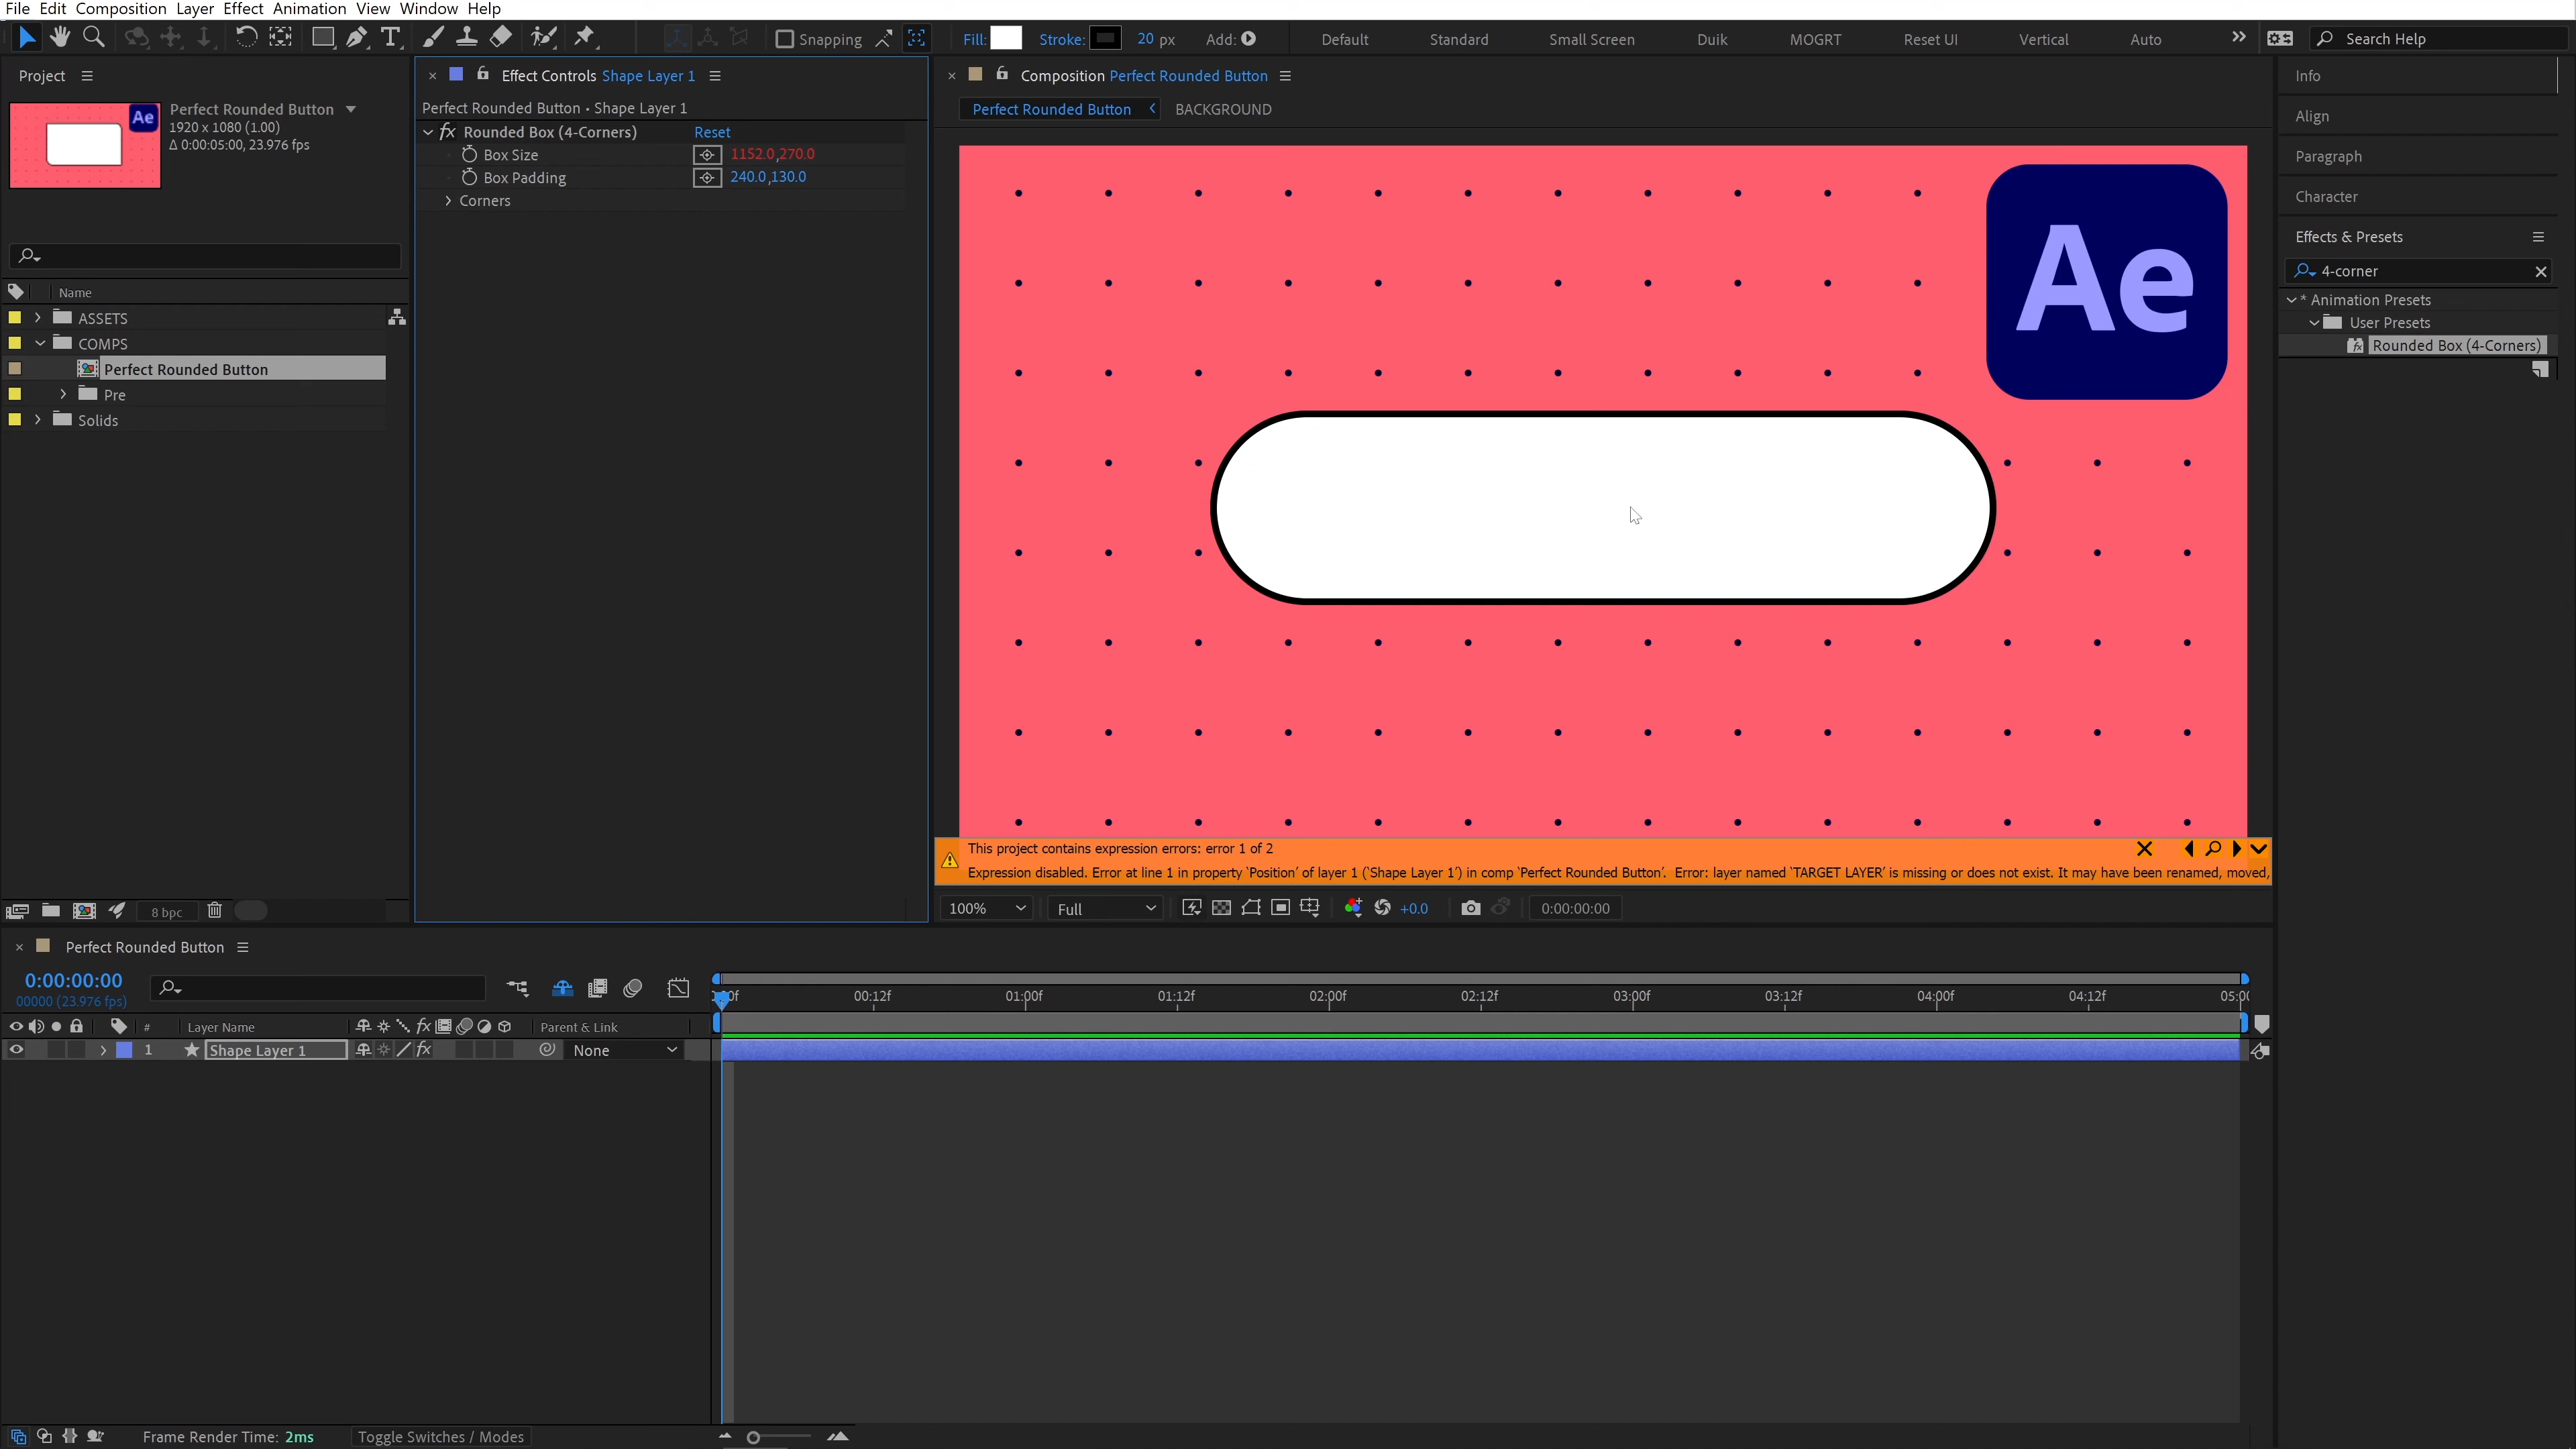 File Edit Composition Layer Effect Animation View Window Help
Snapping Fill: Stroke: 20 px Add: Default Standard Small Screen Duik MOGRT Reset UI Vertical Auto Search Help
Project
Perfect Rounded Button
1920 x 1080 (1.00)
Δ 0:00:05:00, 23.976 fps
Ae
Name
ASSETS
COMPS
Perfect Rounded Button
Pre
Solids
8 bpc
Effect Controls Shape Layer 1
Perfect Rounded Button • Shape Layer 1
fx Rounded Box (4-Corners) Reset
Box Size 1152.0,270.0
Box Padding 240.0,130.0
Corners
Composition Perfect Rounded Button
Perfect Rounded Button BACKGROUND
Ae
This project contains expression errors: error 1 of 2
Expression disabled. Error at line 1 in property 'Position' of layer 1 ('Shape Layer 1') in comp 'Perfect Rounded Button'. Error: layer named 'TARGET LAYER' is missing or does not exist. It may have been renamed, moved,
100% Full +0.0 0:00:00:00
Info
Align
Paragraph
Character
Effects & Presets
4-corner
* Animation Presets
User Presets
Rounded Box (4-Corners)
Perfect Rounded Button
0:00:00:00
00000 (23.976 fps)
00f 00:12f 01:00f 01:12f 02:00f 02:12f 03:00f 03:12f 04:00f 04:12f 05:00
# Layer Name fx Parent & Link
1 Shape Layer 1 fx None
Frame Render Time: 2ms Toggle Switches / Modes